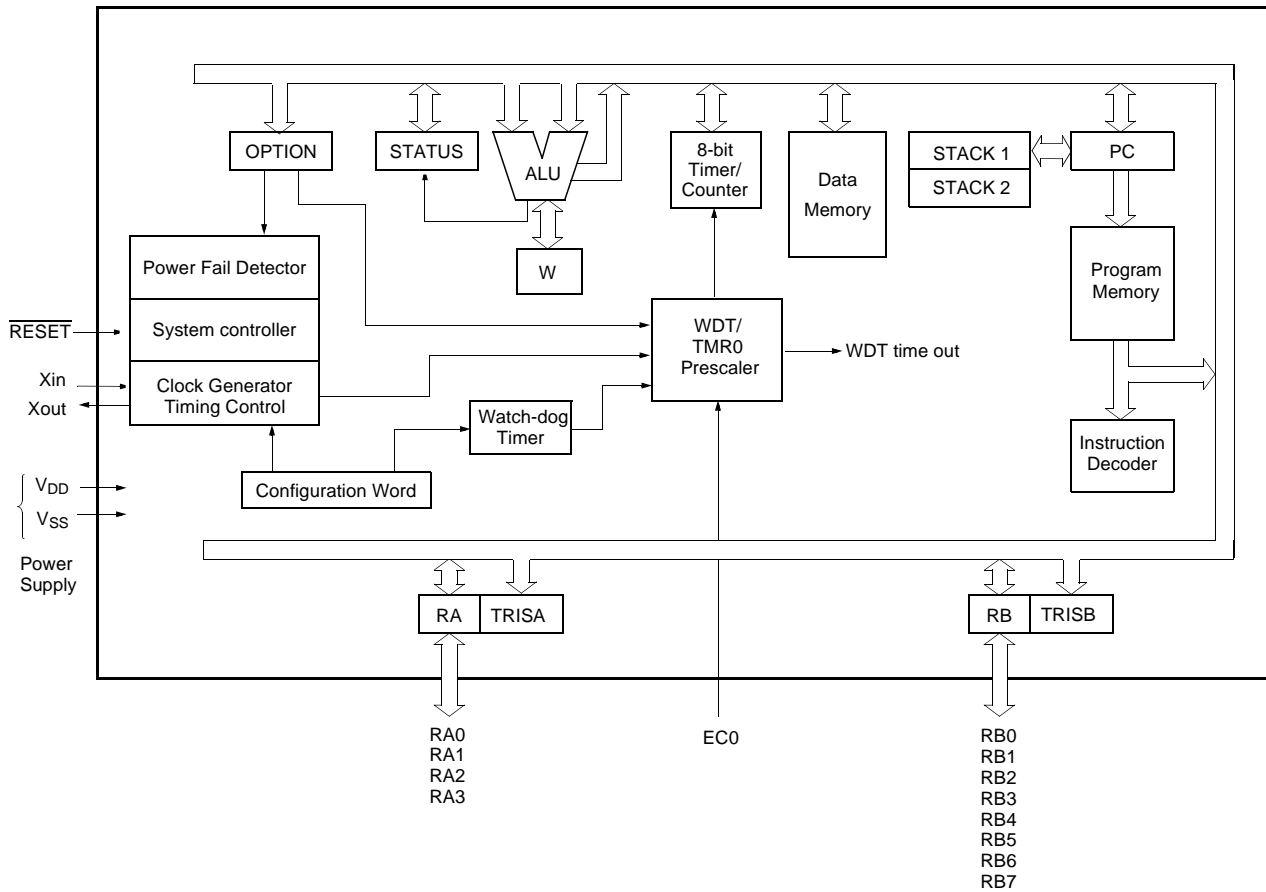 OPTION
STATUS
ALU
8-bit
Timer/
Counter
Data
Memory
STACK 1
STACK 2
PC
W
Power Fail Detector
System controller
Clock Generator
Timing Control
RESET
Xin
Xout
WDT/
TMR0
Prescaler
WDT time out
Program
Memory
Watch-dog
Timer
Instruction
Decoder
Configuration Word
VDD
VSS
Power
Supply
RA
TRISA
RB
TRISB
RA0
RA1
RA2
RA3
EC0
RB0
RB1
RB2
RB3
RB4
RB5
RB6
RB7